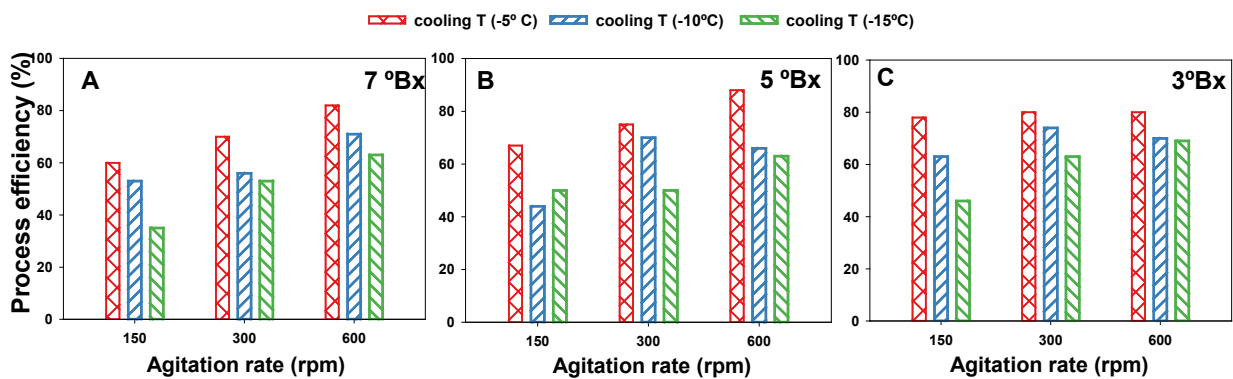 cooling T (-5º C) cooling T (-10ºC) cooling T (-15ºC)
Process efficiency (%)
A 7 ºBx
100
80
60
40
20
0
150 300 600
Agitation rate (rpm)
B 5 ºBx
100
80
60
40
20
0
150 300 600
Agitation rate (rpm)
C 3ºBx
100
80
60
40
20
0
150 300 600
Agitation rate (rpm)